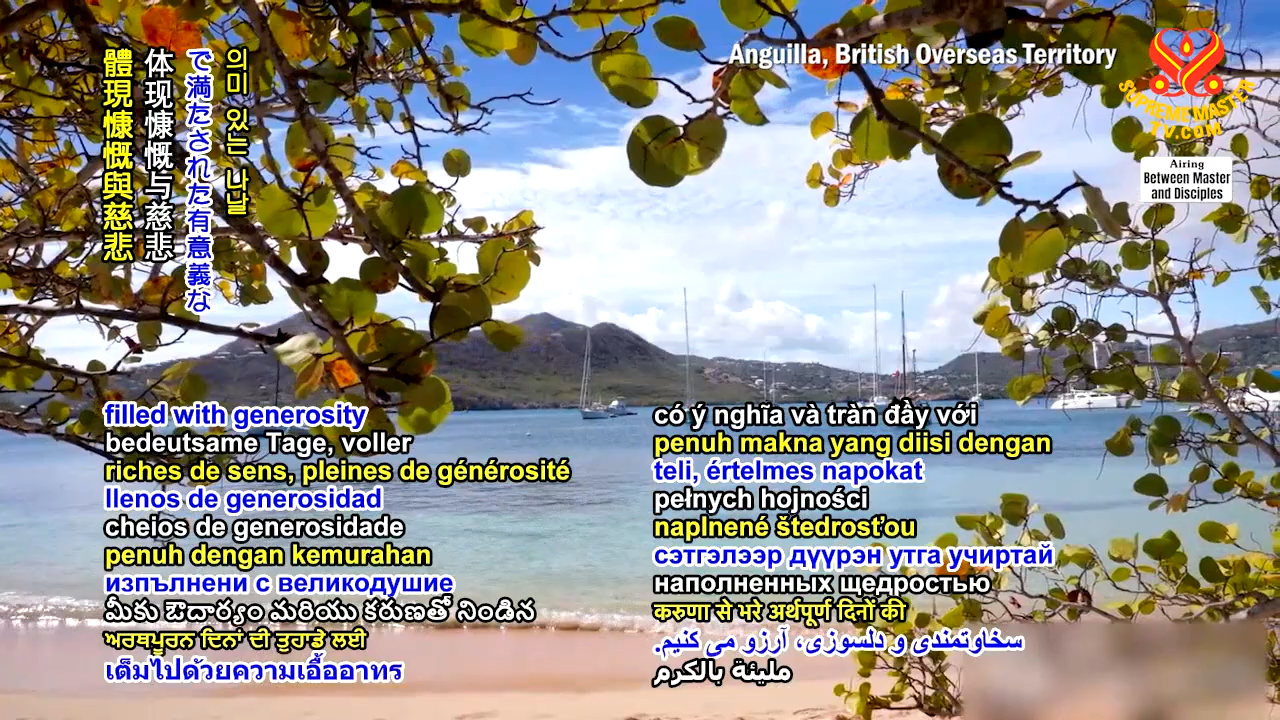 Anguilla, British Overseas Territory
SUPREME MASTER
TV.COM
Airing
Between Master
and Disciples
의미 있는 나날
で満たされた有意義な
体现慷慨与慈悲
體現慷慨與慈悲
filled with generosity
bedeutsame Tage, voller
riches de sens, pleines de générosité
llenos de generosidad
cheios de generosidade
penuh dengan kemurahan
изпълнени с великодушие
మీకు ఔదార్యం మరియు కరుణతో నిండిన
ਅਰਥਪੂਰਨ ਦਿਨਾਂ ਦੀ ਤੁਹਾਡੇ ਲਈ
เต็มไปด้วยความเอื้ออาทร
có ý nghĩa và tràn đầy với
penuh makna yang diisi dengan
teli, értelmes napokat
pełnych hojności
naplnené štedrosťou
сэтгэлээр дүүрэн утга учиртай
наполненных щедростью
करुणा से भरे अर्थपूर्ण दिनों की
سخاوتمندی و دلسوزی، آرزو می کنیم.
مليئة بالكرم